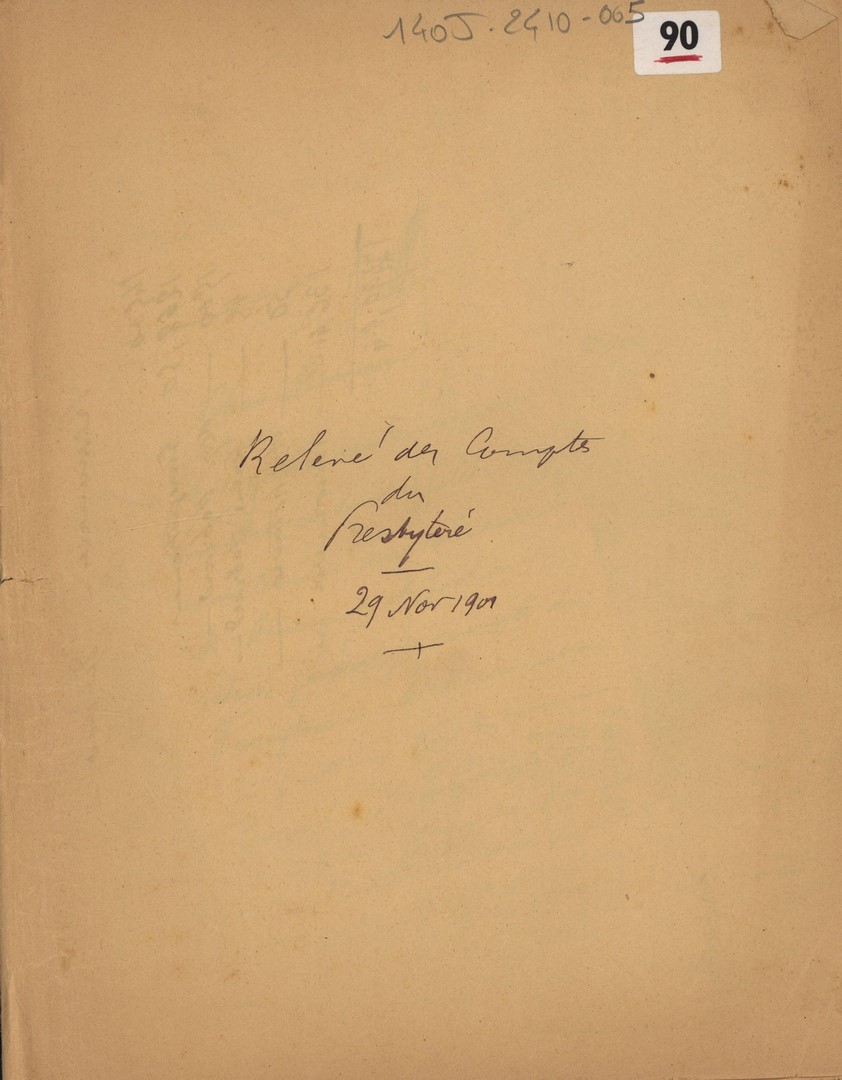 140J. 2410-005
90
Relevé des Comptes
du
Presbytère
29 Nov 1901